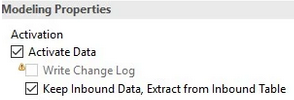 Modeling Properties
Activation
Activate Data
Write Change Log
Keep Inbound Data, Extract from Inbound Table